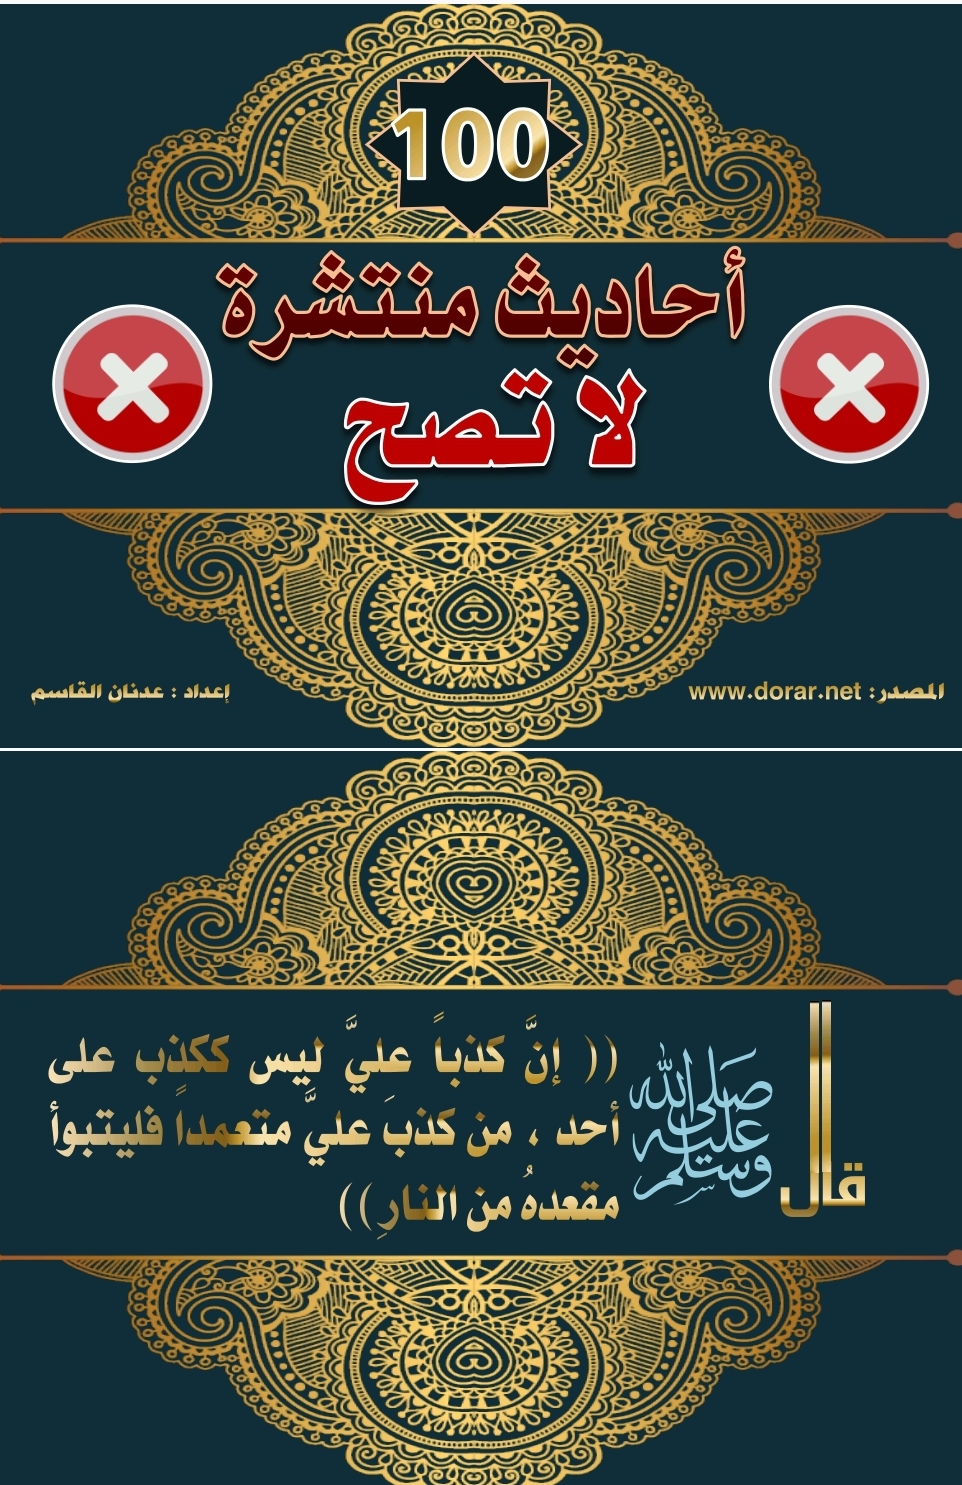 100
أحاديث منتشرة
لا تصح
المصدر: www.dorar.net
إعداد : عدنان القاسم
قال صلى الله عليه وسلم
(( إنَّ كذباً عليَّ ليس ككذب على
أحد ، من كذبَ عليَّ متعمداً فليتبوأ
مقعدهُ من النارِ))